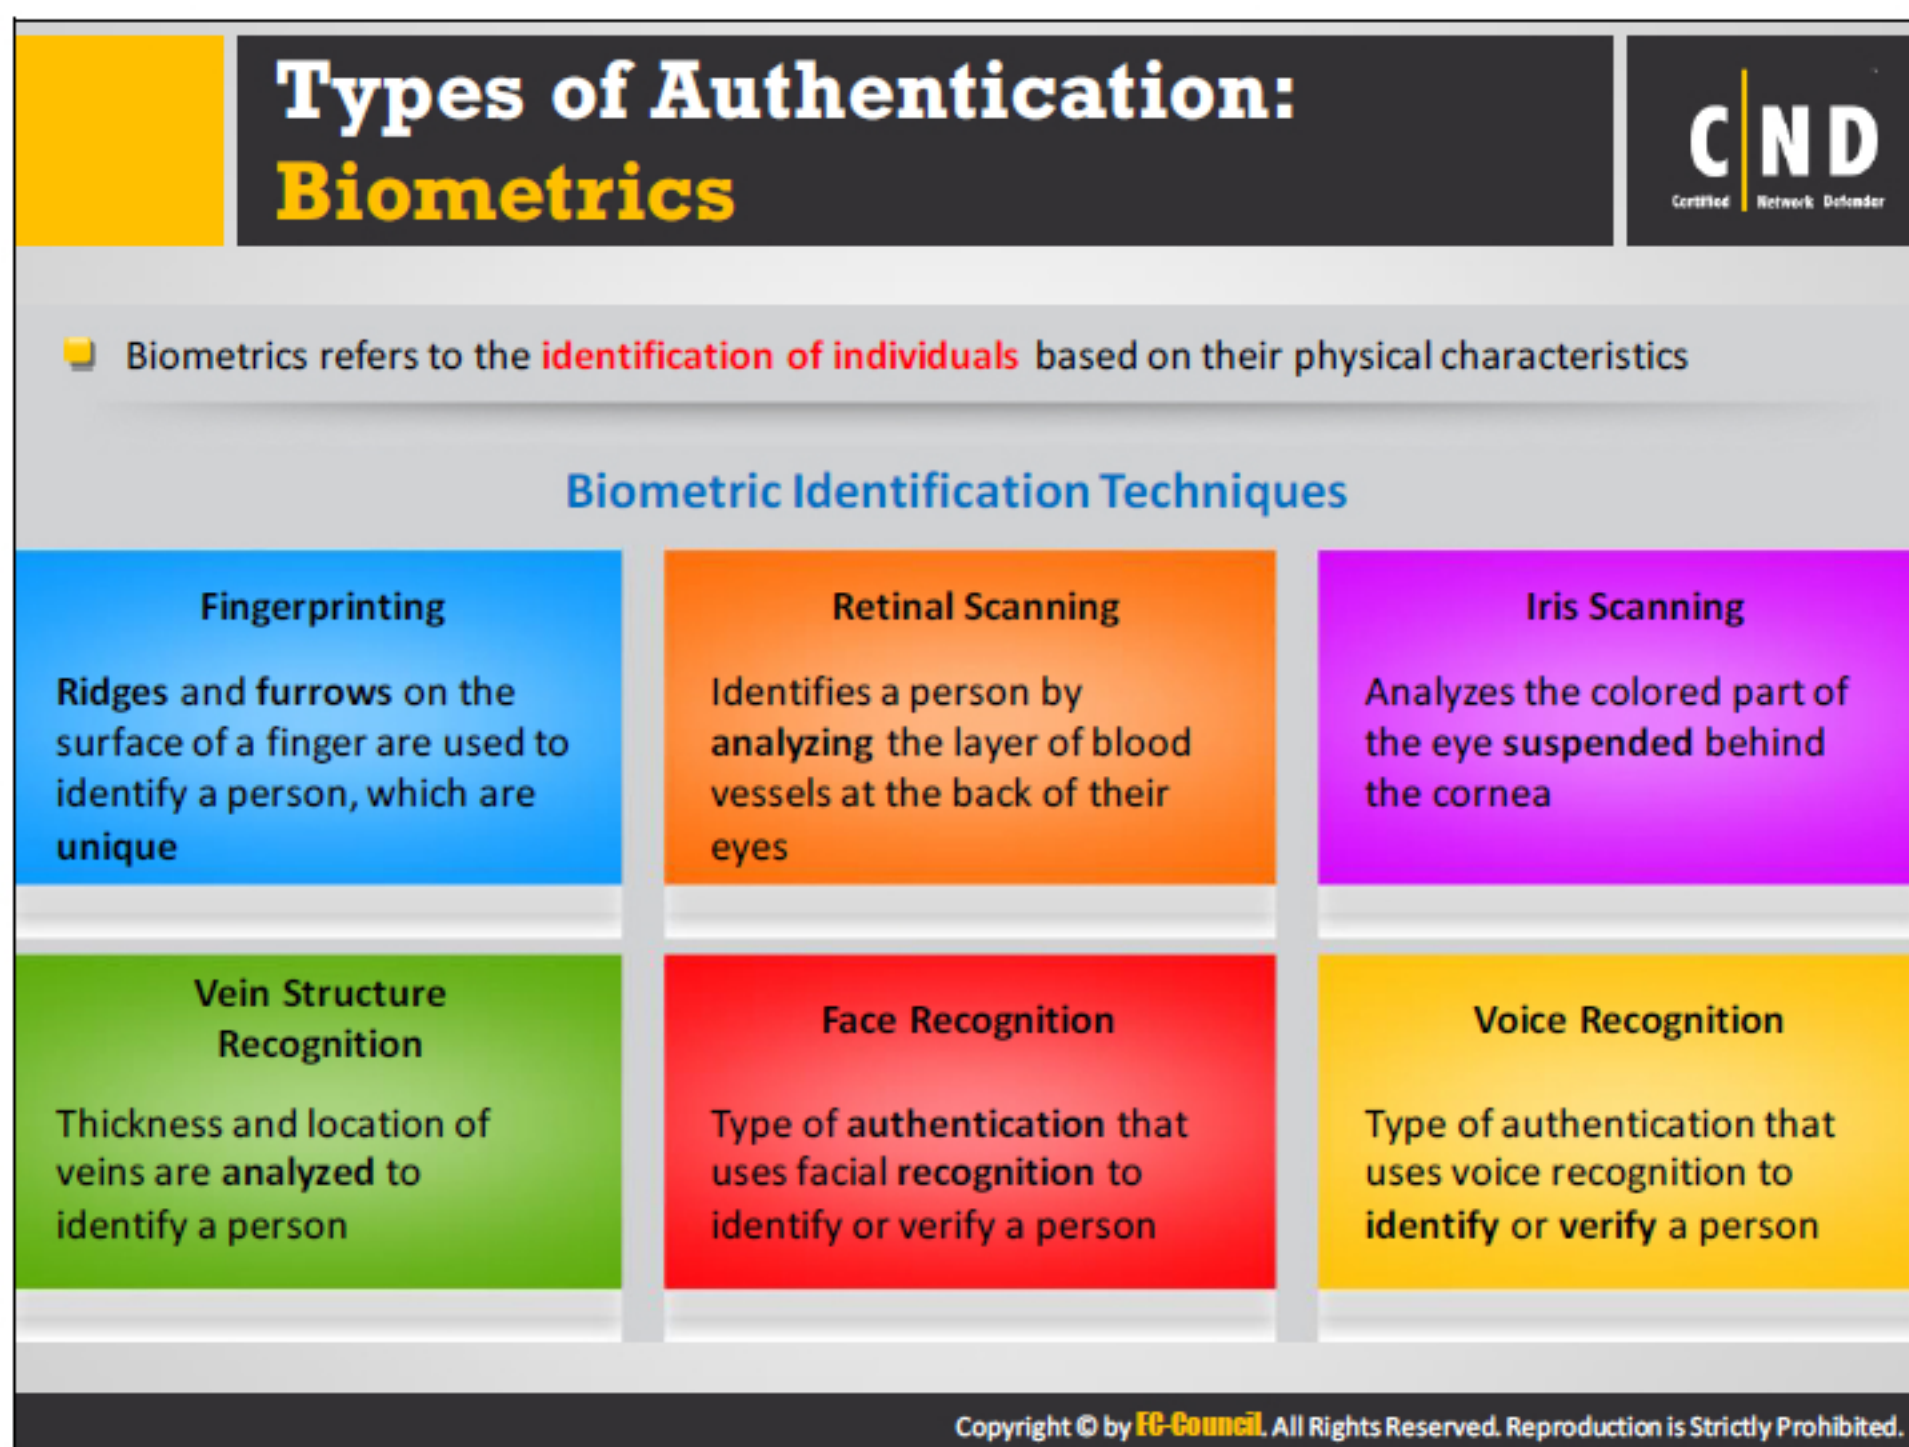 Types of Authentication:
Biometrics
C|ND
Certified Network Defender
Biometrics refers to the identification of individuals based on their physical characteristics
Biometric Identification Techniques
Fingerprinting
Ridges and furrows on the
surface of a finger are used to
identify a person, which are
unique
Retinal Scanning
Identifies a person by
analyzing the layer of blood
vessels at the back of their
eyes
Iris Scanning
Analyzes the colored part of
the eye suspended behind
the cornea
Vein Structure
Recognition
Thickness and location of
veins are analyzed to
identify a person
Face Recognition
Type of authentication that
uses facial recognition to
identify or verify a person
Voice Recognition
Type of authentication that
uses voice recognition to
identify or verify a person
Copyright © by EC-Council. All Rights Reserved. Reproduction is Strictly Prohibited.